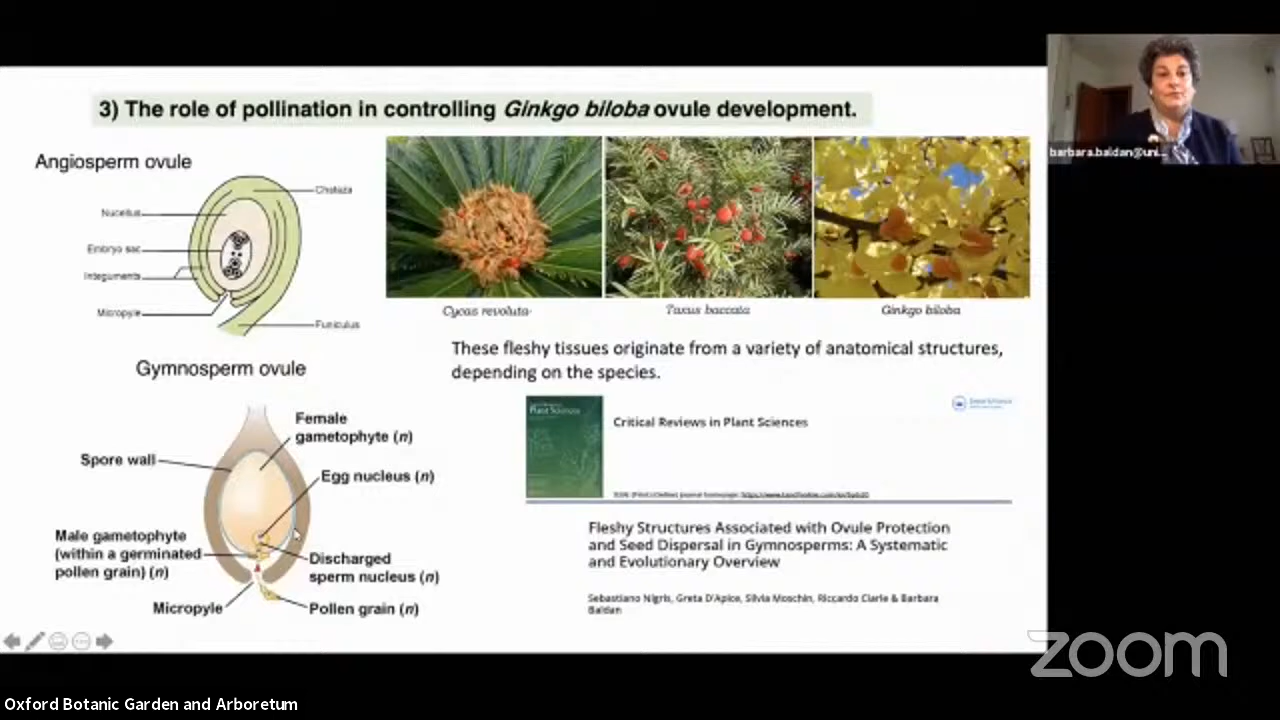 3) The role of pollination in controlling Ginkgo biloba ovule development.
barbara.baldan@uni...
Angiosperm ovule
Chalaza
Nucellus
Embryo sac
Integuments
Micropyle
Funiculus
Cycas revoluta
Taxus baccata
Ginkgo biloba
These fleshy tissues originate from a variety of anatomical structures,
depending on the species.
Gymnosperm ovule
Female
gametophyte (n)
Spore wall
Egg nucleus (n)
Male gametophyte
(within a germinated
pollen grain) (n)
Discharged
sperm nucleus (n)
Micropyle
Pollen grain (n)
Plant Sciences
Critical Reviews in Plant Sciences
Fleshy Structures Associated with Ovule Protection
and Seed Dispersal in Gymnosperms: A Systematic
and Evolutionary Overview
Sebastiano Nigris, Greta D'Apice, Silvia Moschin, Riccardo Ciarle & Barbara
Baldan
zoom
Oxford Botanic Garden and Arboretum